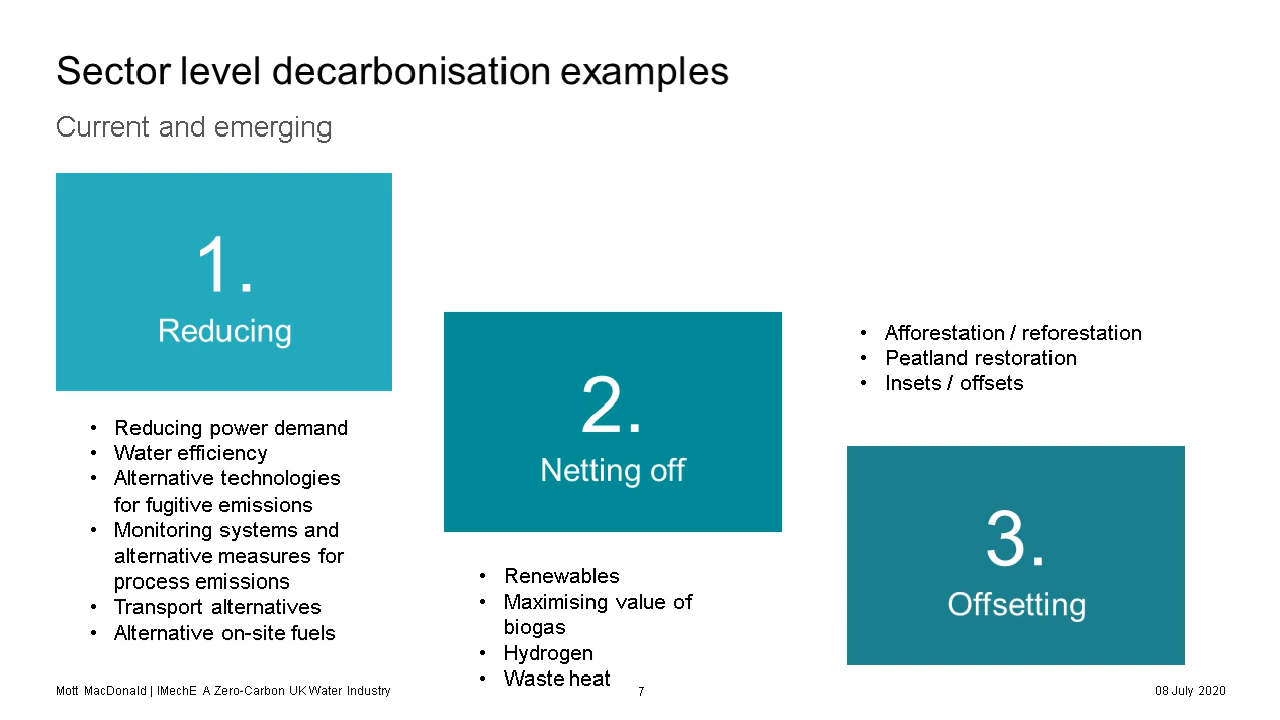 Sector level decarbonisation examples
Current and emerging
1.
Reducing
• Reducing power demand
• Water efficiency
• Alternative technologies
for fugitive emissions
• Monitoring systems and
alternative measures for
process emissions
• Transport alternatives
• Alternative on-site fuels
2.
Netting off
• Renewables
• Maximising value of
biogas
• Hydrogen
• Waste heat
• Afforestation / reforestation
• Peatland restoration
• Insets / offsets
3.
Offsetting
Mott MacDonald | IMechE A Zero-Carbon UK Water Industry
7
08 July 2020